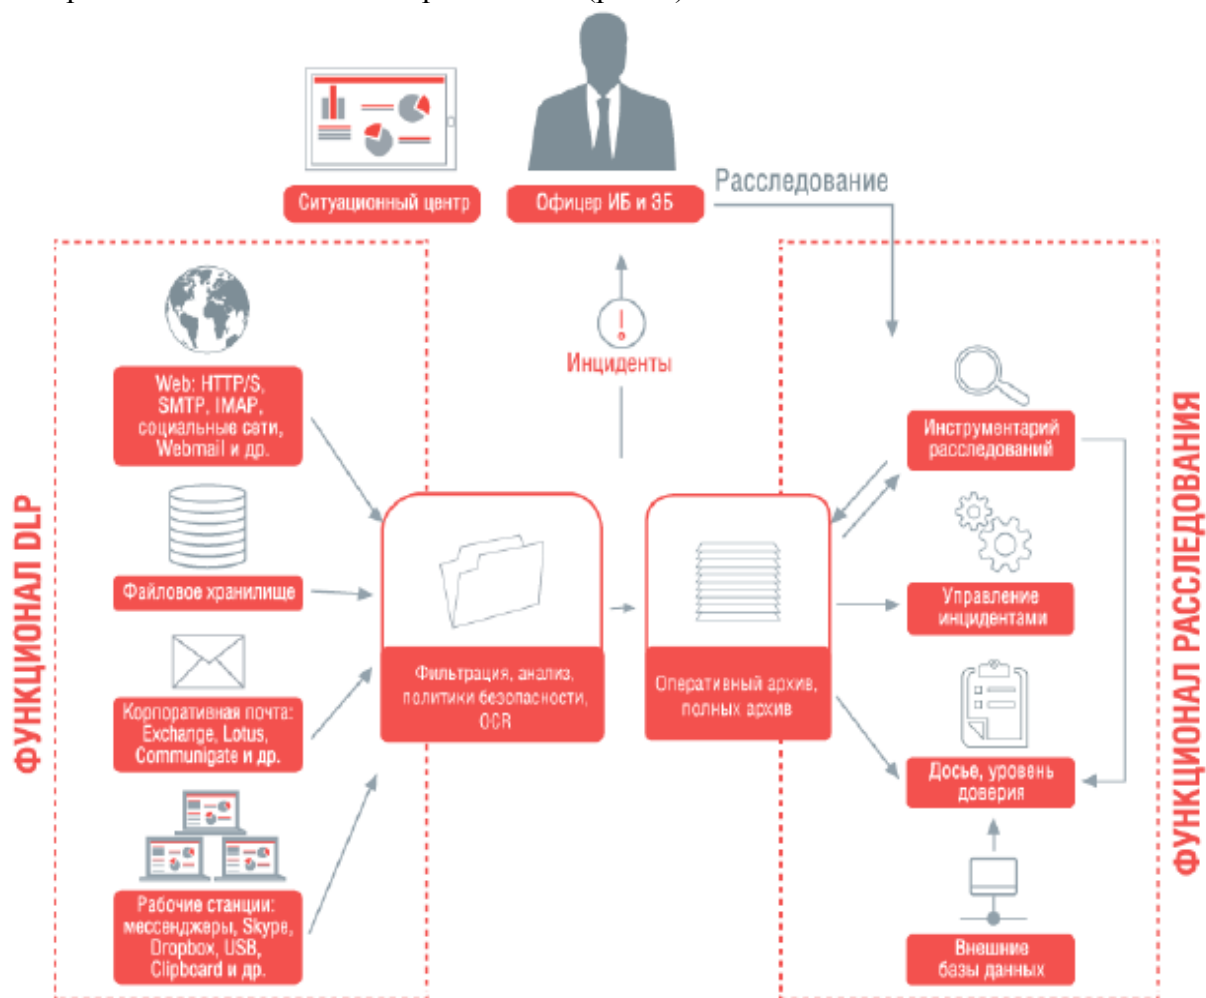 Ситуационный центр
Офицер ИБ и ЭБ
Расследование
Инциденты
ФУНКЦИОНАЛ DLP
Web: HTTP/S,
SMTP, IMAP,
социальные сети,
Webmail и др.
Файловое хранилище
Корпоративная почта:
Exchange, Lotus,
Communigate и др.
Рабочие станции:
мессенджеры, Skype,
Dropbox, USB,
Clipboard и др.
Фильтрация, анализ,
политики безопасности,
OCR
Оперативный архив,
полных архив
Инструментарий
расследований
Управление
инцидентами
Досье, уровень
доверия
Внешние
базы данных
ФУНКЦИОНАЛ РАССЛЕДОВАНИЯ